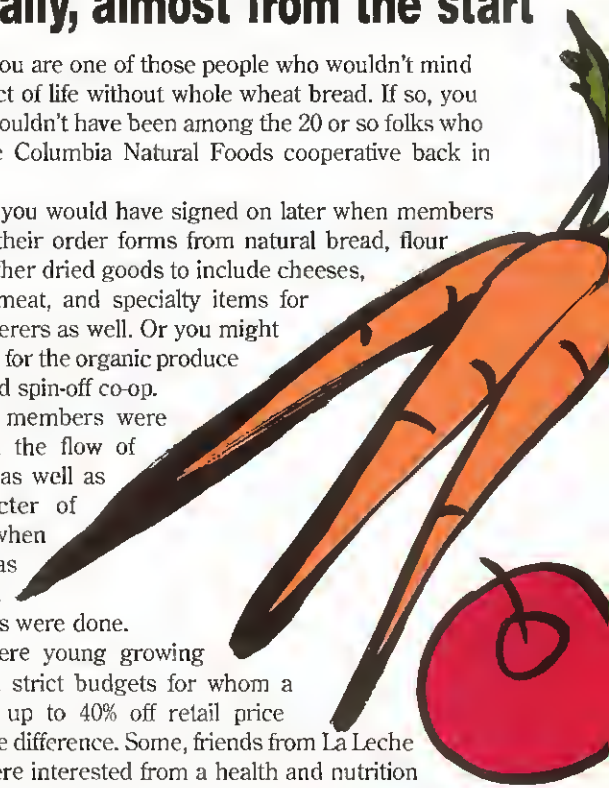 ally, almost from the start
ou are one of those people who wouldn't mind
ct of life without whole wheat bread. If so, you
ouldn't have been among the 20 or so folks who
e Columbia Natural Foods cooperative back in
you would have signed on later when members
their order forms from natural bread, flour
her dried goods to include cheeses,
meat, and specialty items for
erers as well. Or you might
for the organic produce
d spin-off co-op.
members were
the flow of
as well as
cter of
when
as
s were done.
ere young growing
strict budgets for whom a
up to 40% off retail price
e difference. Some, friends from La Leche
ere interested from a health and nutrition